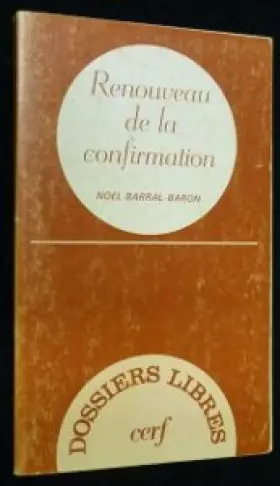 Renouveau
de la
confirmation
NOËL BARRAL-BARON
DOSSIERS LIBRES
cerf